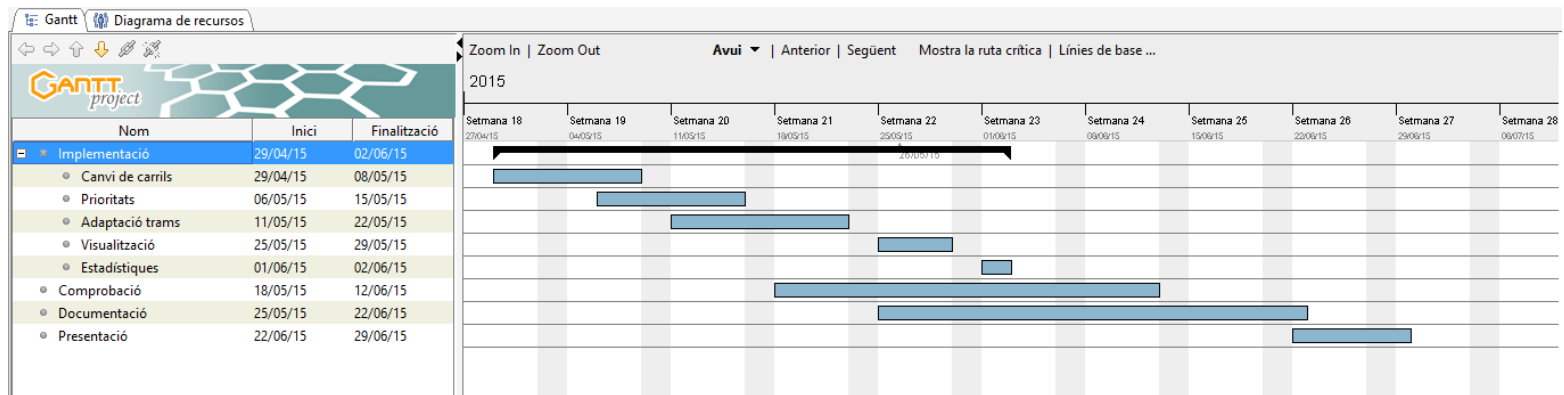 Gantt Diagrama de recursos
Zoom In | Zoom Out Avui | Anterior | Següent Mostra la ruta crítica | Línies de base ...
GANTT
project
2015
Setmana 18 Setmana 19 Setmana 20 Setmana 21 Setmana 22 Setmana 23 Setmana 24 Setmana 25 Setmana 26 Setmana 27 Setmana 28
27/04/15 04/05/15 11/05/15 18/05/15 25/05/15 01/06/15 08/06/15 15/06/15 22/06/15 29/06/15 06/07/15
Nom Inici Finalització
Implementació 29/04/15 02/06/15
26/05/15
Canvi de carrils 29/04/15 08/05/15
Prioritats 06/05/15 15/05/15
Adaptació trams 11/05/15 22/05/15
Visualització 25/05/15 29/05/15
Estadístiques 01/06/15 02/06/15
Comprobació 18/05/15 12/06/15
Documentació 25/05/15 22/06/15
Presentació 22/06/15 29/06/15